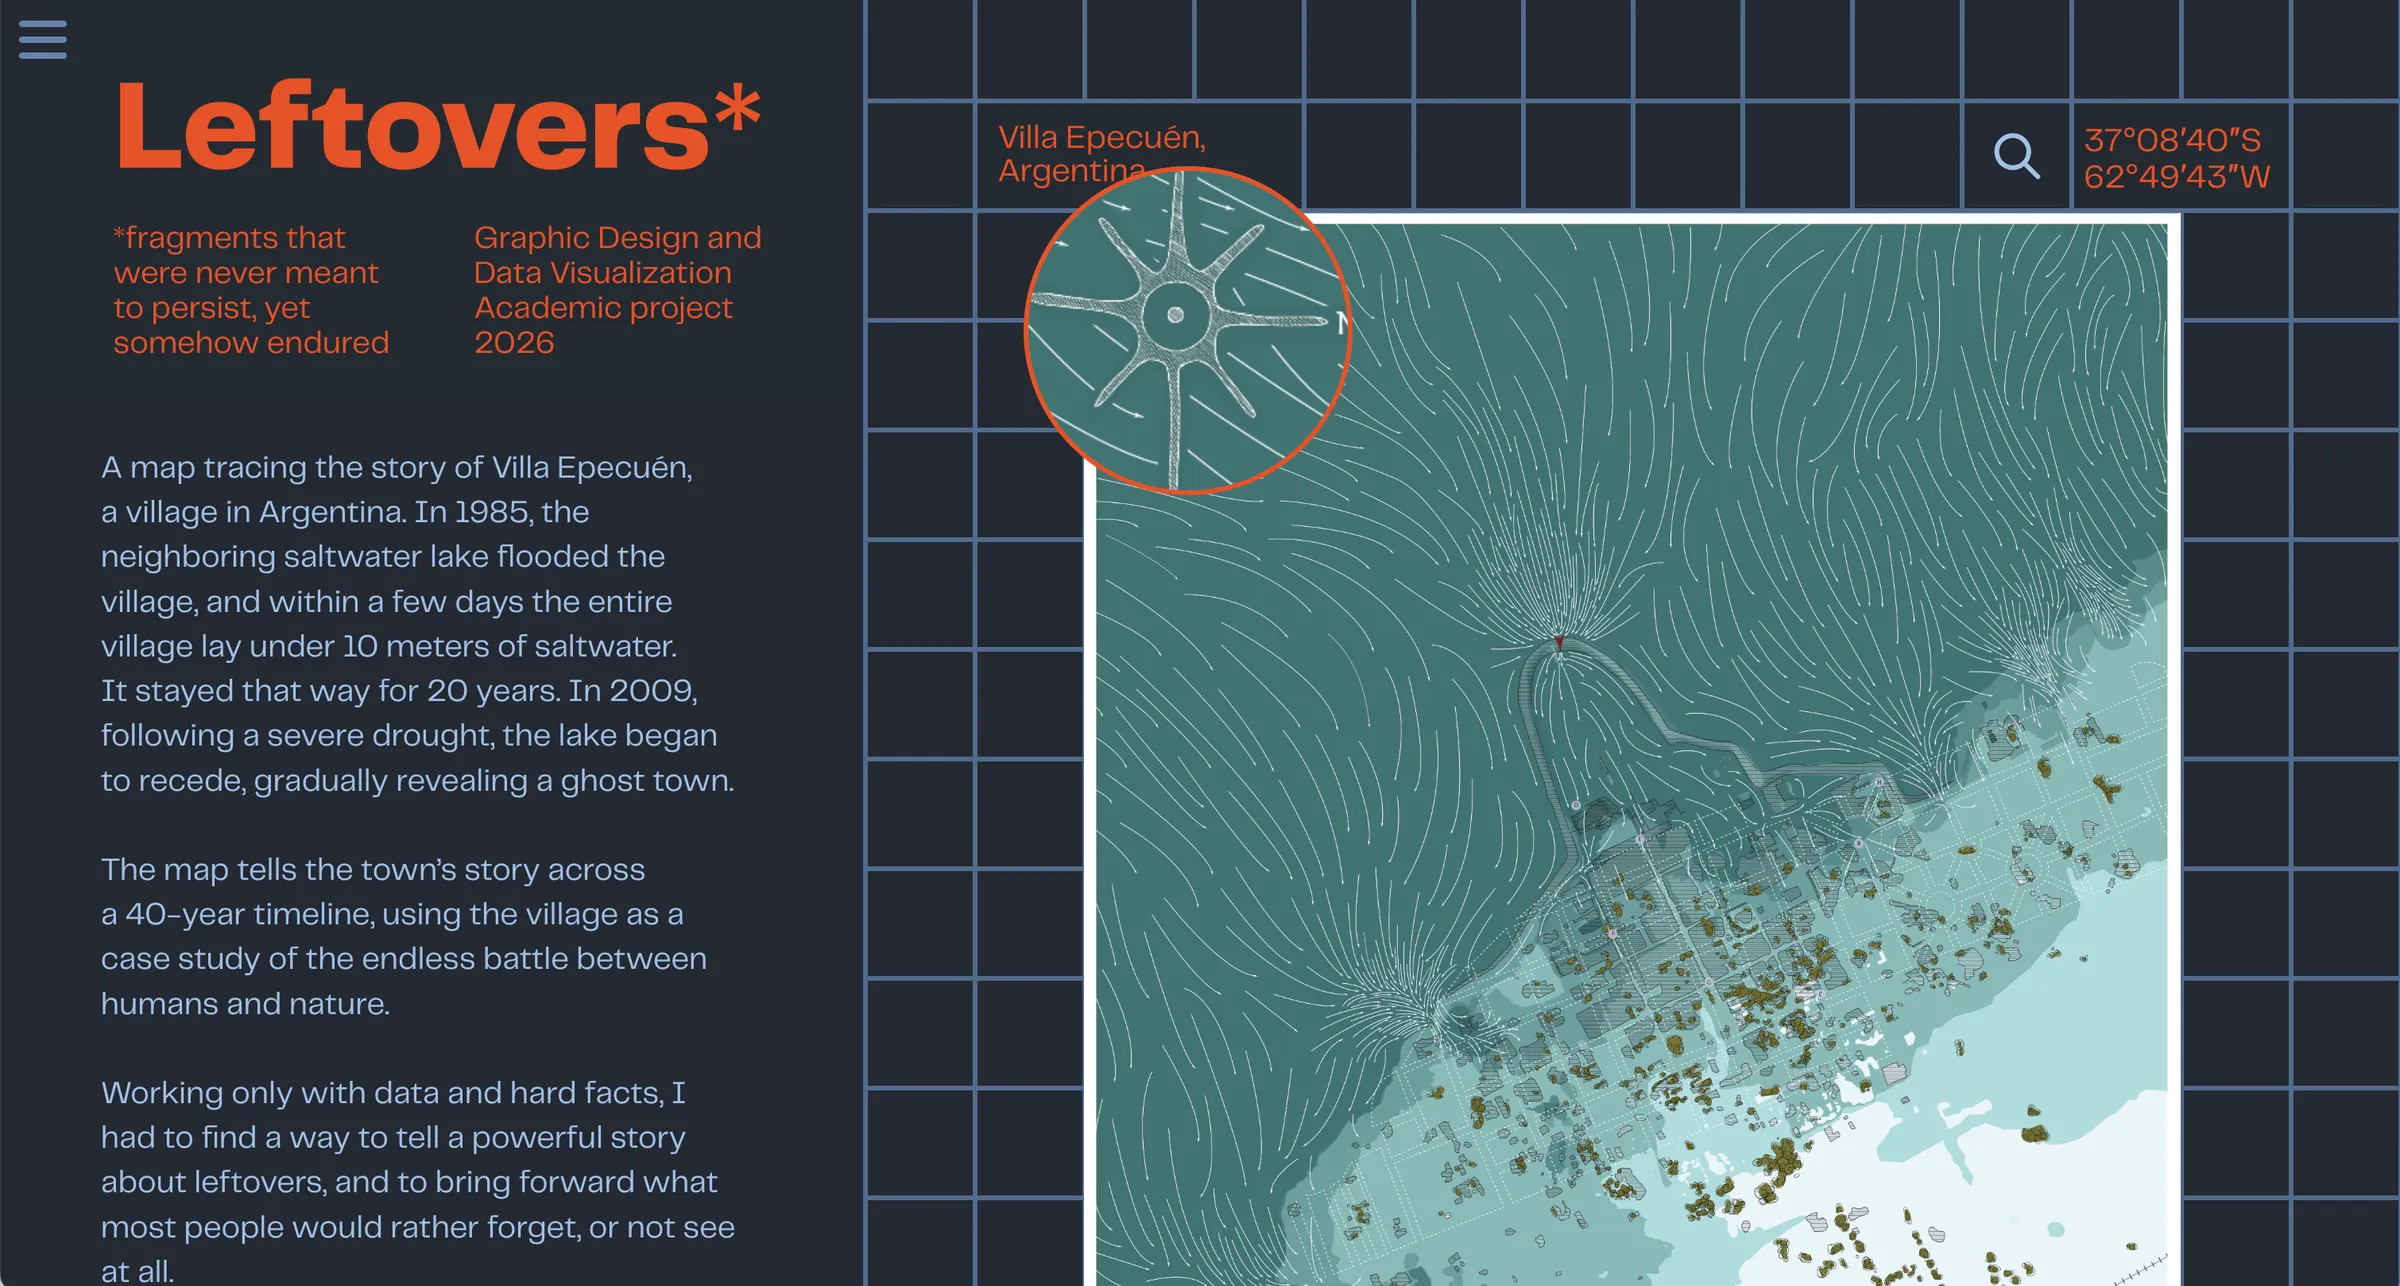 Leftovers*
*fragments that
were never meant
to persist, yet
somehow endured
Graphic Design and
Data Visualization
Academic project
2026
A map tracing the story of Villa Epecuén,
a village in Argentina. In 1985, the
neighboring saltwater lake flooded the
village, and within a few days the entire
village lay under 10 meters of saltwater.
It stayed that way for 20 years. In 2009,
following a severe drought, the lake began
to recede, gradually revealing a ghost town.
The map tells the town’s story across
a 40-year timeline, using the village as a
case study of the endless battle between
humans and nature.
Working only with data and hard facts, I
had to find a way to tell a powerful story
about leftovers, and to bring forward what
most people would rather forget, or not see
at all.
Villa Epecuén,
Argentina
37°08′40″S
62°49′43″W
N